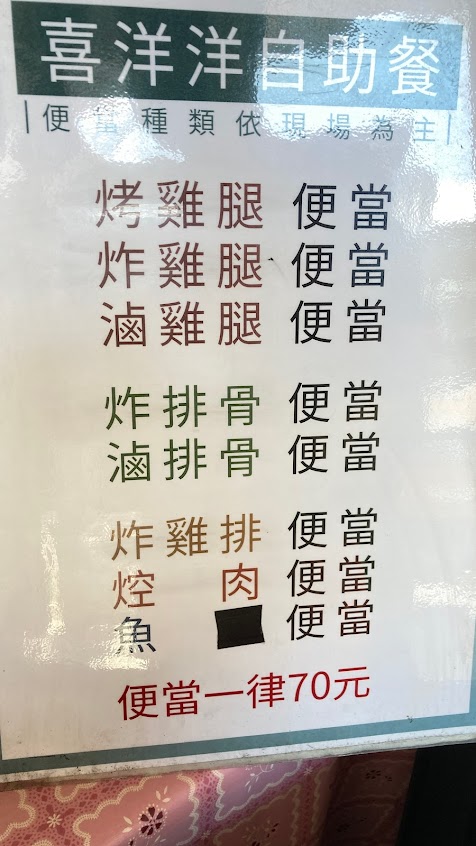 喜洋洋自助餐
|便當種類依現場為主|
烤雞腿 便當
炸雞腿 便當
滷雞腿 便當
炸排骨 便當
滷排骨 便當
炸雞排 便當
焢 肉 便當
魚 便當
便當一律70元